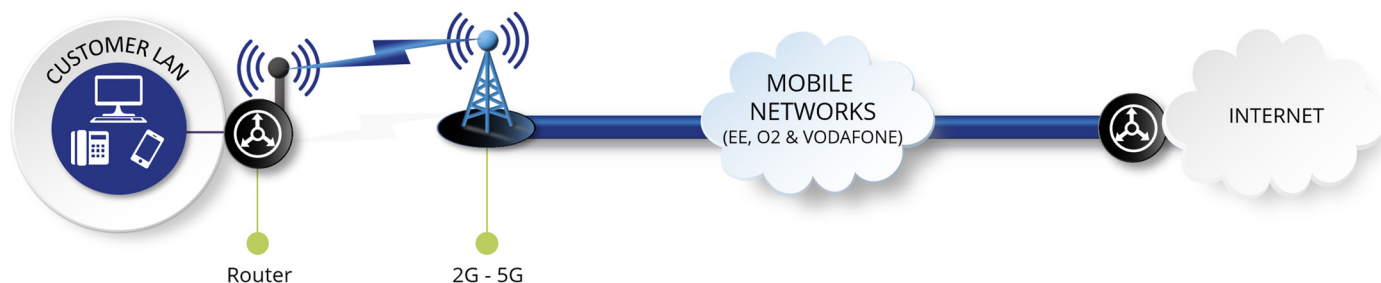 CUSTOMER LAN
MOBILE
NETWORKS
(EE, O2 & VODAFONE)
INTERNET
Router
2G - 5G